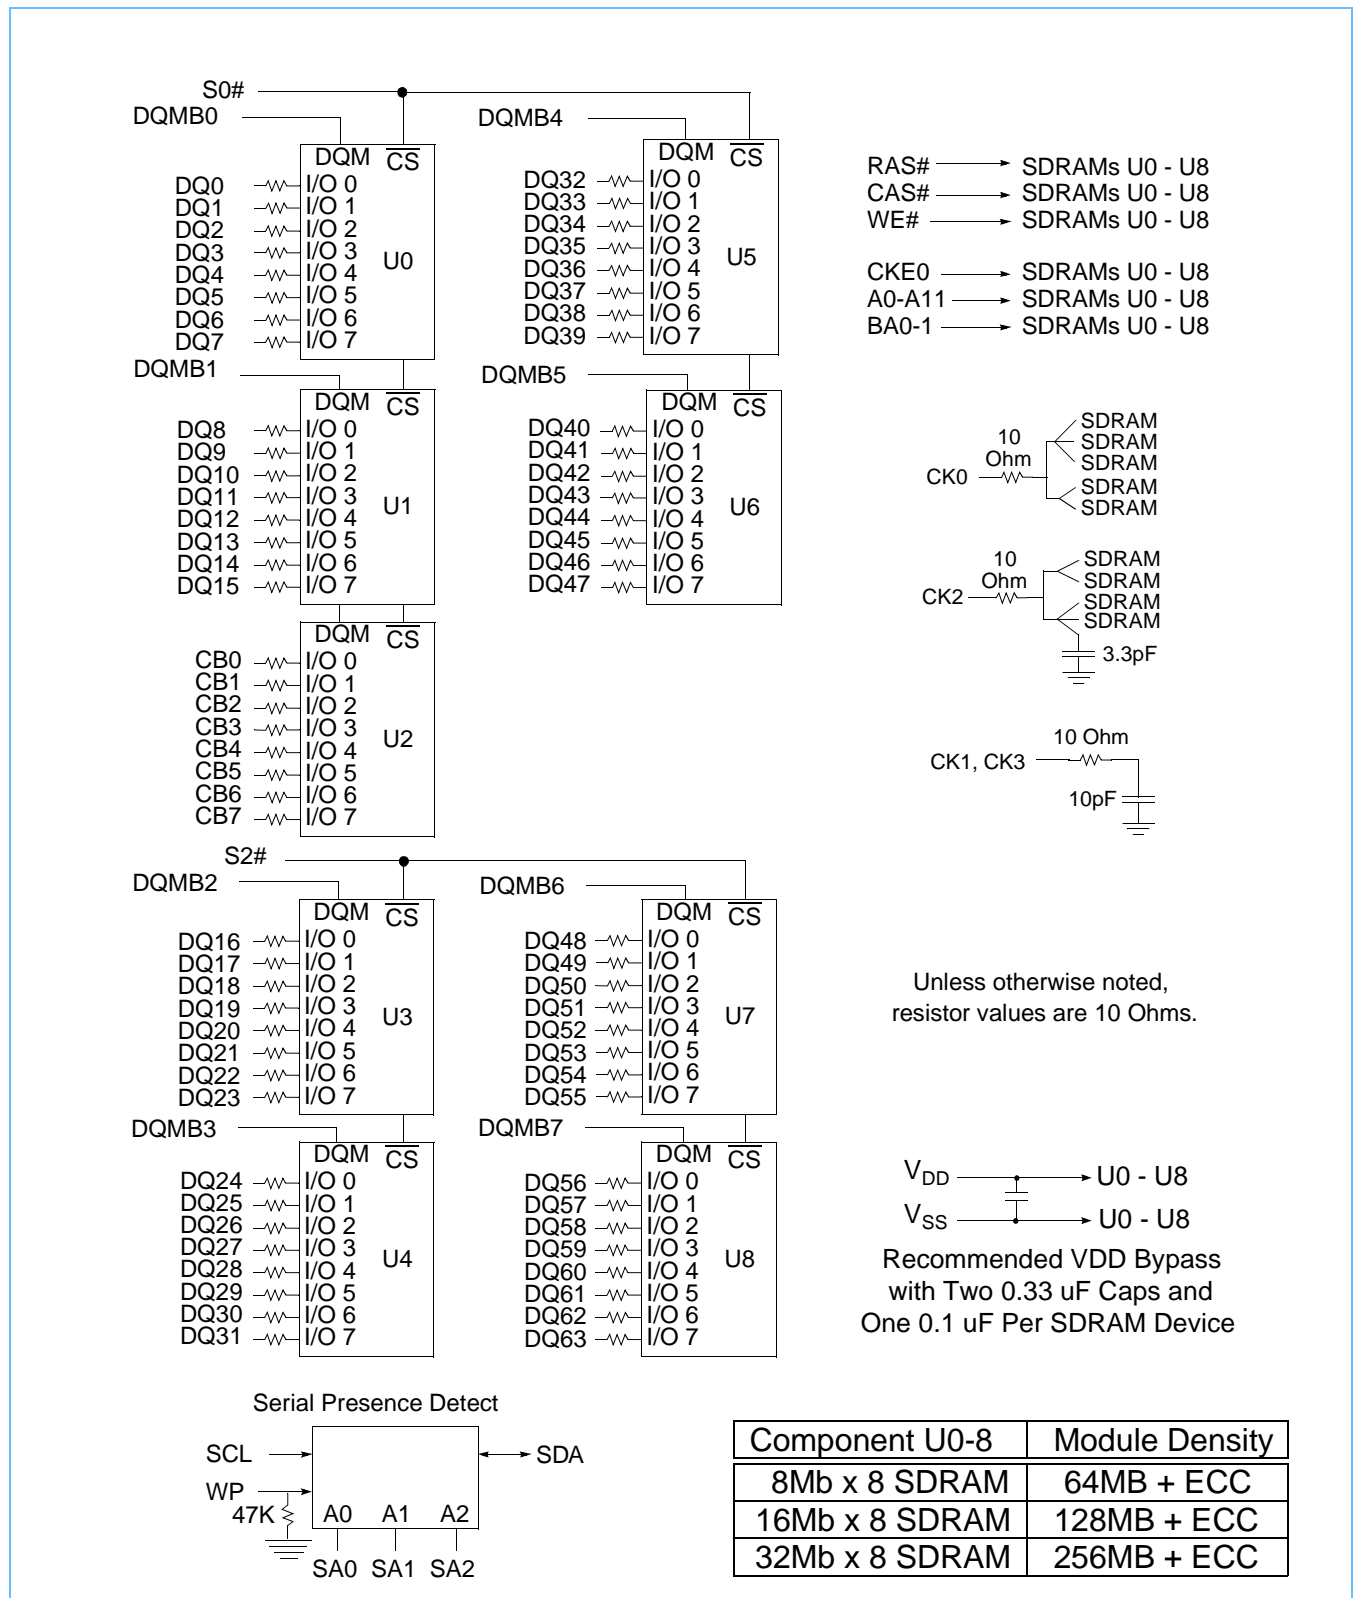 S0#
DQMB0
DQM CS
DQ0 I/O 0
DQ1 I/O 1
DQ2 I/O 2
DQ3 I/O 3
DQ4 I/O 4
DQ5 I/O 5
DQ6 I/O 6
DQ7 I/O 7
U0
DQMB1
DQM CS
DQ8 I/O 0
DQ9 I/O 1
DQ10 I/O 2
DQ11 I/O 3
DQ12 I/O 4
DQ13 I/O 5
DQ14 I/O 6
DQ15 I/O 7
U1
DQM CS
CB0 I/O 0
CB1 I/O 1
CB2 I/O 2
CB3 I/O 3
CB4 I/O 4
CB5 I/O 5
CB6 I/O 6
CB7 I/O 7
U2
DQMB4
DQM CS
DQ32 I/O 0
DQ33 I/O 1
DQ34 I/O 2
DQ35 I/O 3
DQ36 I/O 4
DQ37 I/O 5
DQ38 I/O 6
DQ39 I/O 7
U5
DQMB5
DQM CS
DQ40 I/O 0
DQ41 I/O 1
DQ42 I/O 2
DQ43 I/O 3
DQ44 I/O 4
DQ45 I/O 5
DQ46 I/O 6
DQ47 I/O 7
U6
S2#
DQMB2
DQM CS
DQ16 I/O 0
DQ17 I/O 1
DQ18 I/O 2
DQ19 I/O 3
DQ20 I/O 4
DQ21 I/O 5
DQ22 I/O 6
DQ23 I/O 7
U3
DQMB3
DQM CS
DQ24 I/O 0
DQ25 I/O 1
DQ26 I/O 2
DQ27 I/O 3
DQ28 I/O 4
DQ29 I/O 5
DQ30 I/O 6
DQ31 I/O 7
U4
DQMB6
DQM CS
DQ48 I/O 0
DQ49 I/O 1
DQ50 I/O 2
DQ51 I/O 3
DQ52 I/O 4
DQ53 I/O 5
DQ54 I/O 6
DQ55 I/O 7
U7
DQMB7
DQM CS
DQ56 I/O 0
DQ57 I/O 1
DQ58 I/O 2
DQ59 I/O 3
DQ60 I/O 4
DQ61 I/O 5
DQ62 I/O 6
DQ63 I/O 7
U8
RAS# SDRAMs U0 - U8
CAS# SDRAMs U0 - U8
WE# SDRAMs U0 - U8
CKE0 SDRAMs U0 - U8
A0-A11 SDRAMs U0 - U8
BA0-1 SDRAMs U0 - U8
10
Ohm
CK0
SDRAM
SDRAM
SDRAM
SDRAM
SDRAM
10
Ohm
CK2
SDRAM
SDRAM
SDRAM
SDRAM
3.3pF
10 Ohm
CK1, CK3
10pF
Unless otherwise noted,
resistor values are 10 Ohms.
VDD U0 - U8
VSS U0 - U8
Recommended VDD Bypass
with Two 0.33 uF Caps and
One 0.1 uF Per SDRAM Device
Serial Presence Detect
SCL SDA
WP
47K A0 A1 A2
SA0 SA1 SA2
Component U0-8 Module Density
8Mb x 8 SDRAM 64MB + ECC
16Mb x 8 SDRAM 128MB + ECC
32Mb x 8 SDRAM 256MB + ECC